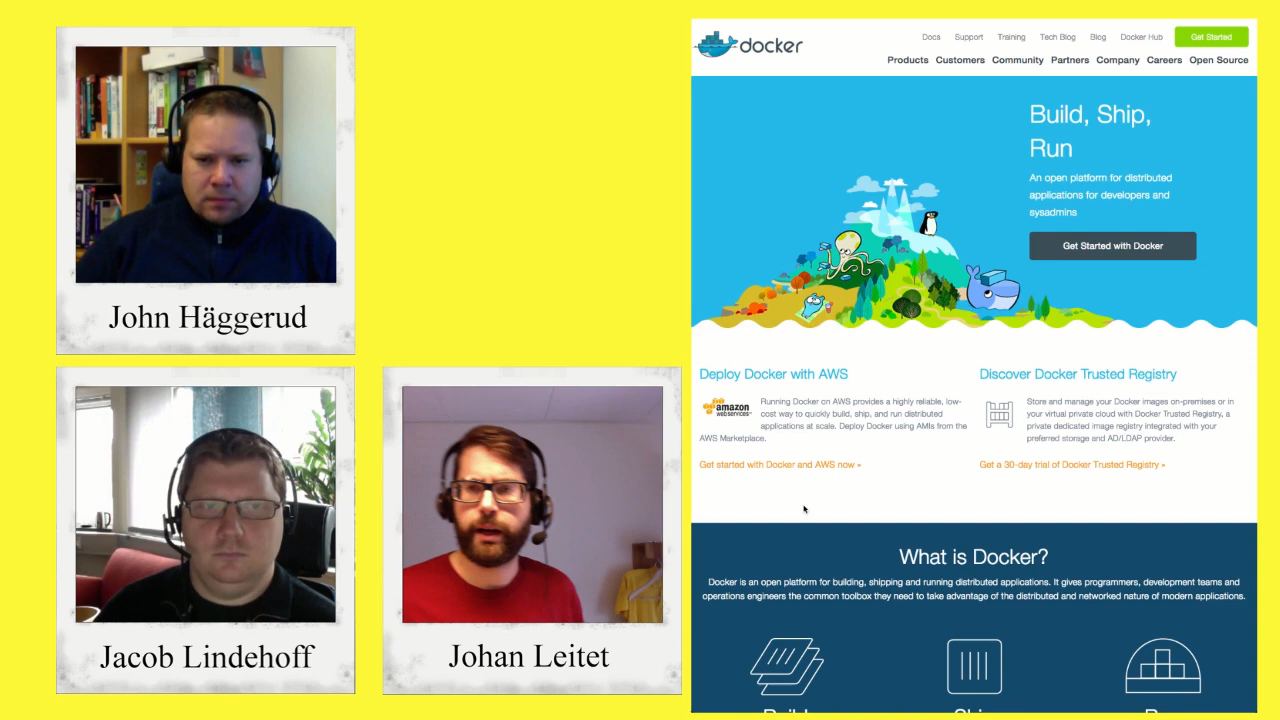 John Häggerud
Jacob Lindehoff
Johan Leitet
docker
Docs Support Training Tech Blog Blog Docker Hub Get Started
Products Customers Community Partners Company Careers Open Source
Build, Ship,
Run
An open platform for distributed
applications for developers and
sysadmins
Get Started with Docker
Deploy Docker with AWS
amazon
webservices™
Running Docker on AWS provides a highly reliable, low-
cost way to quickly build, ship, and run distributed
applications at scale. Deploy Docker using AMIs from the
AWS Marketplace.
Get started with Docker and AWS now »
Discover Docker Trusted Registry
Store and manage your Docker images on-premises or in
your virtual private cloud with Docker Trusted Registry, a
private dedicated image registry integrated with your
preferred storage and AD/LDAP provider.
Get a 30-day trial of Docker Trusted Registry »
What is Docker?
Docker is an open platform for building, shipping and running distributed applications. It gives programmers, development teams and
operations engineers the common toolbox they need to take advantage of the distributed and networked nature of modern applications.